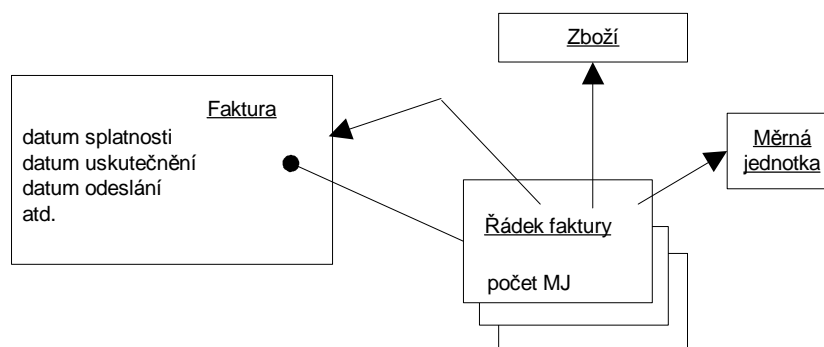 Zboží
Faktura
datum splatnosti
datum uskutečnění
datum odeslání
atd.
Měrná
jednotka
Řádek faktury
počet MJ